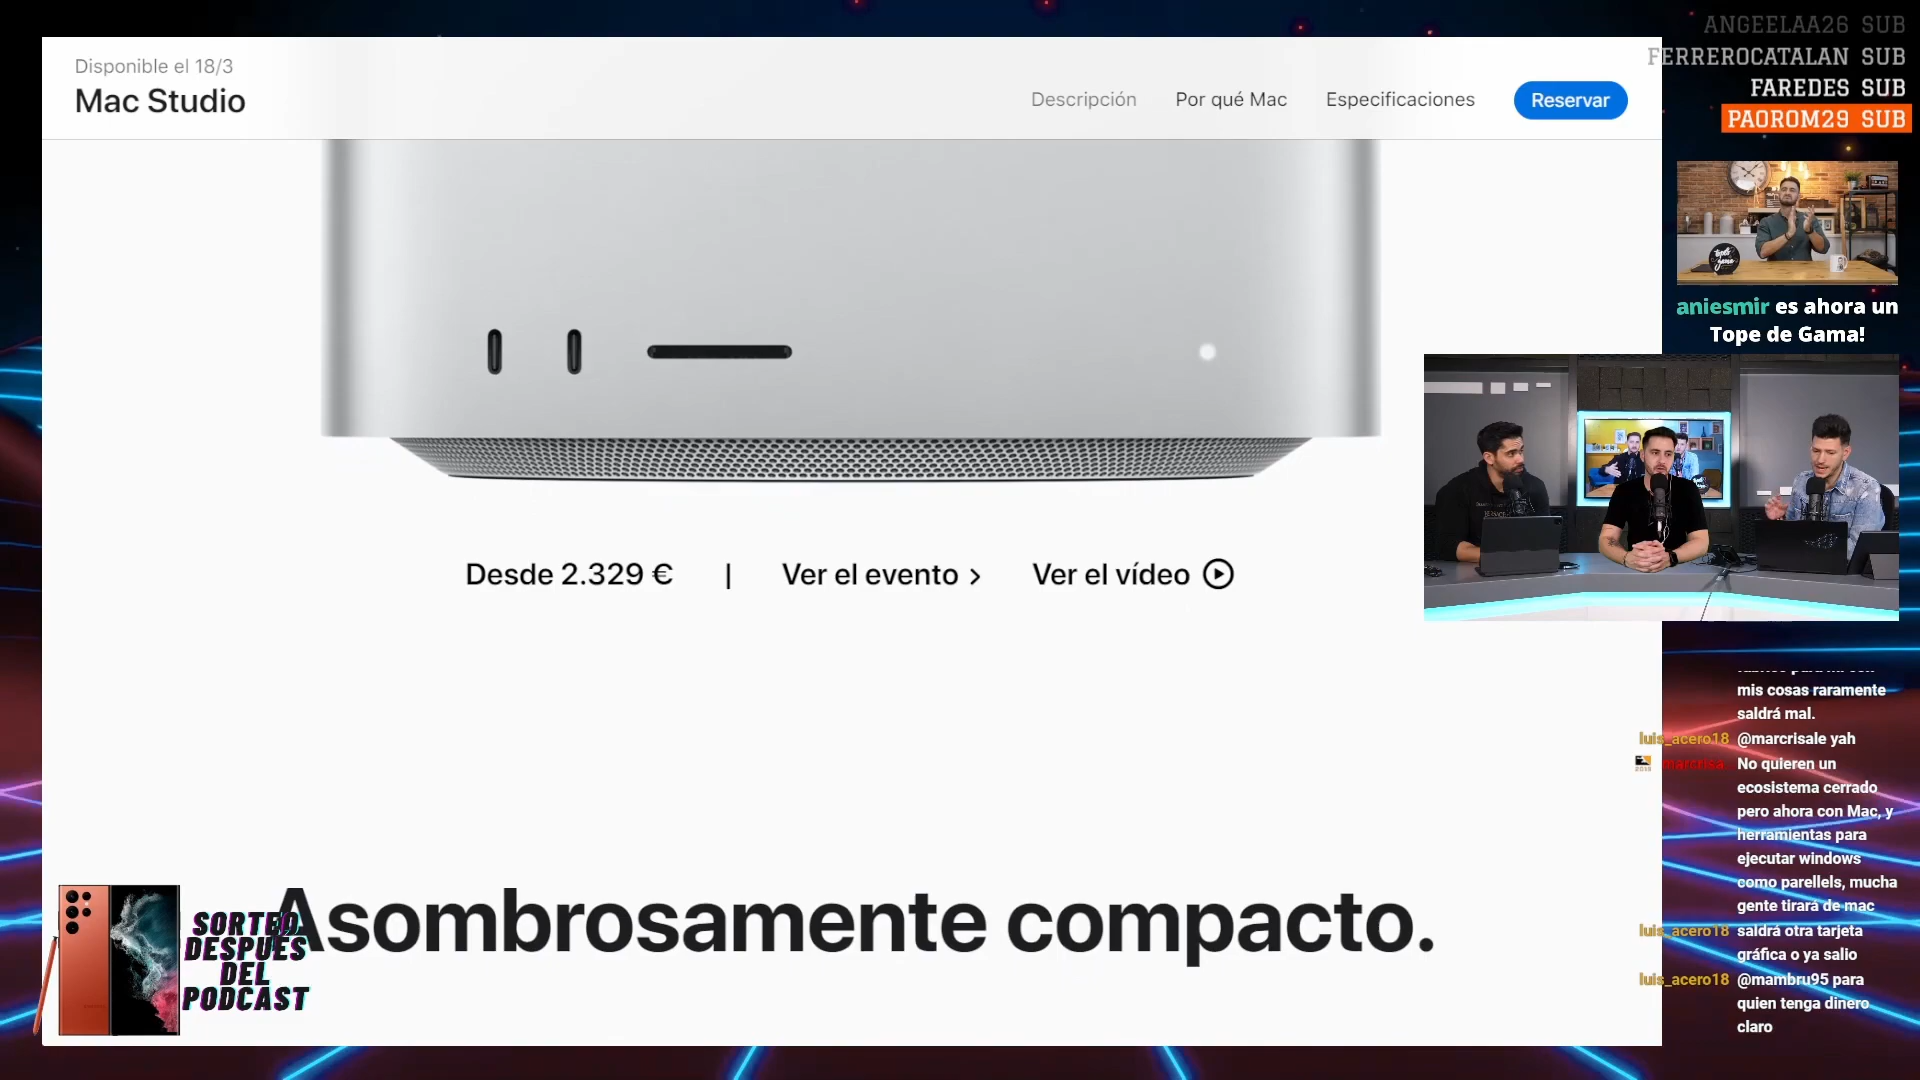 Disponible el 18/3
Mac Studio
Descripción
Por qué Mac
Especificaciones
Reservar
ANGEELAA26 SUB
FERREROCATALAN SUB
FAREDES SUB
PAOROM29 SUB
aniesmir es ahora un
Tope de Gama!
Desde 2.329 €
|
Ver el evento >
Ver el vídeo
Asombrosamente compacto.
SORTEO
DESPUÉS
DEL
PODCAST
mis cosas raramente
saldrá mal.
luis_acero18 @marcrisale yah
No quieren un
ecosistema cerrado
pero ahora con Mac, y
herramientas para
ejecutar windows
como parellels, mucha
gente tirará de mac
luis_acero18 saldrá otra tarjeta
gráfica o ya salio
luis_acero18 @mambru95 para
quien tenga dinero
claro